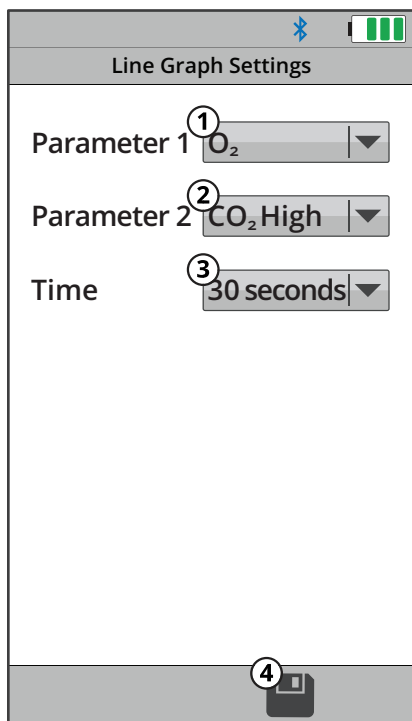 Line Graph Settings
1
Parameter 1 O₂
2
Parameter 2 CO₂ High
3
Time 30 seconds
4